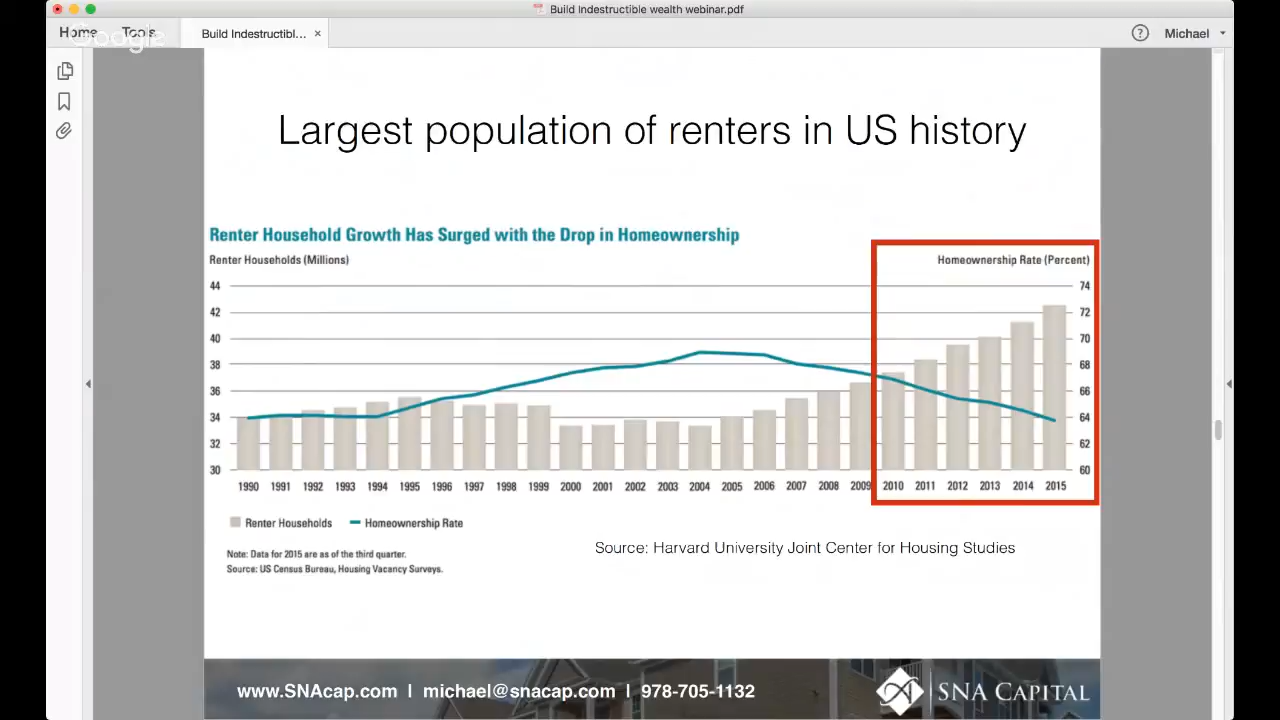 Build Indestructible wealth webinar.pdf
Home Tools Build Indestructibl... × ? Michael
Google
Largest population of renters in US history
Renter Household Growth Has Surged with the Drop in Homeownership
Renter Households (Millions) Homeownership Rate (Percent)
44 74
42 72
40 70
38 68
36 66
34 64
32 62
30 60
1990 1991 1992 1993 1994 1995 1996 1997 1998 1999 2000 2001 2002 2003 2004 2005 2006 2007 2008 2009 2010 2011 2012 2013 2014 2015
Renter Households Homeownership Rate
Source: Harvard University Joint Center for Housing Studies
Note: Data for 2015 are as of the third quarter.
Source: US Census Bureau, Housing Vacancy Surveys.
www.SNAcap.com | michael@snacap.com | 978-705-1132 SNA CAPITAL